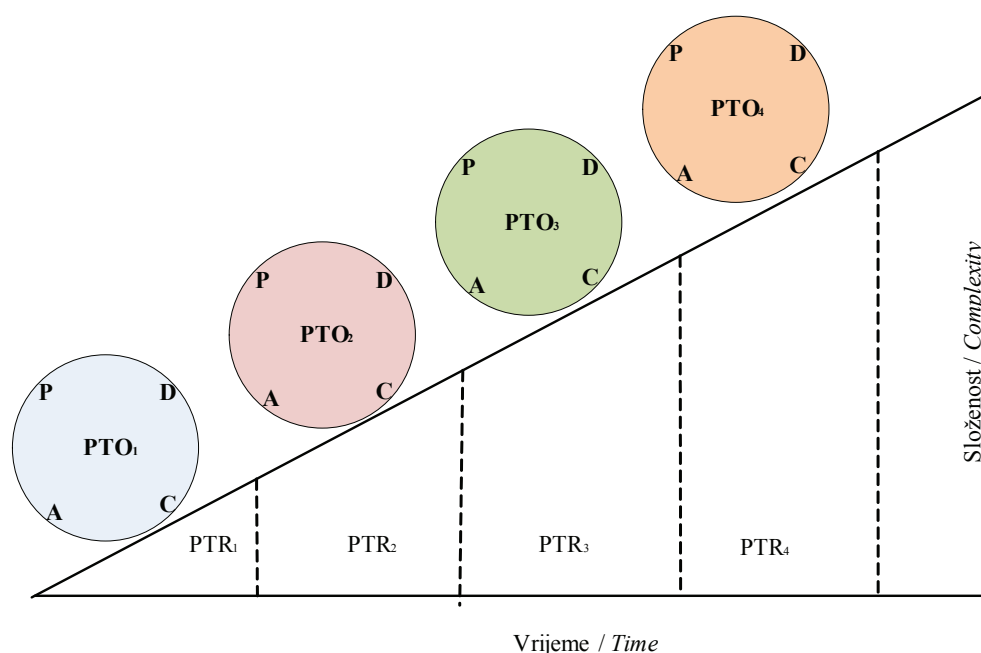 P D
PTO₄
A C
P D
PTO₃
A C
P D
PTO₂
A C
P D
PTO₁
A C
PTR₁ PTR₂ PTR₃ PTR₄
Složenost / Complexity
Vrijeme / Time